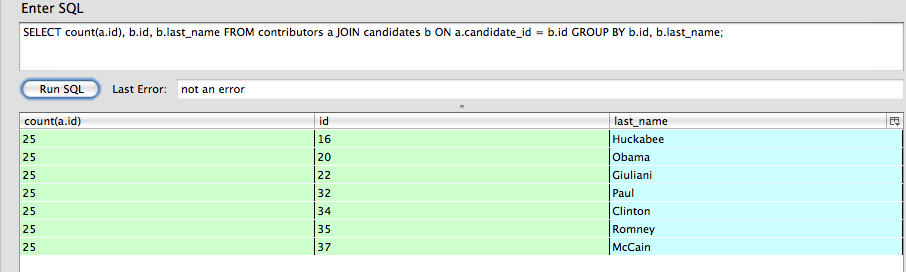 Enter SQL
SELECT count(a.id), b.id, b.last_name FROM contributors a JOIN candidates b ON a.candidate_id = b.id GROUP BY b.id, b.last_name;
Run SQL Last Error: not an error
count(a.id) id last_name
25 16 Huckabee
25 20 Obama
25 22 Giuliani
25 32 Paul
25 34 Clinton
25 35 Romney
25 37 McCain